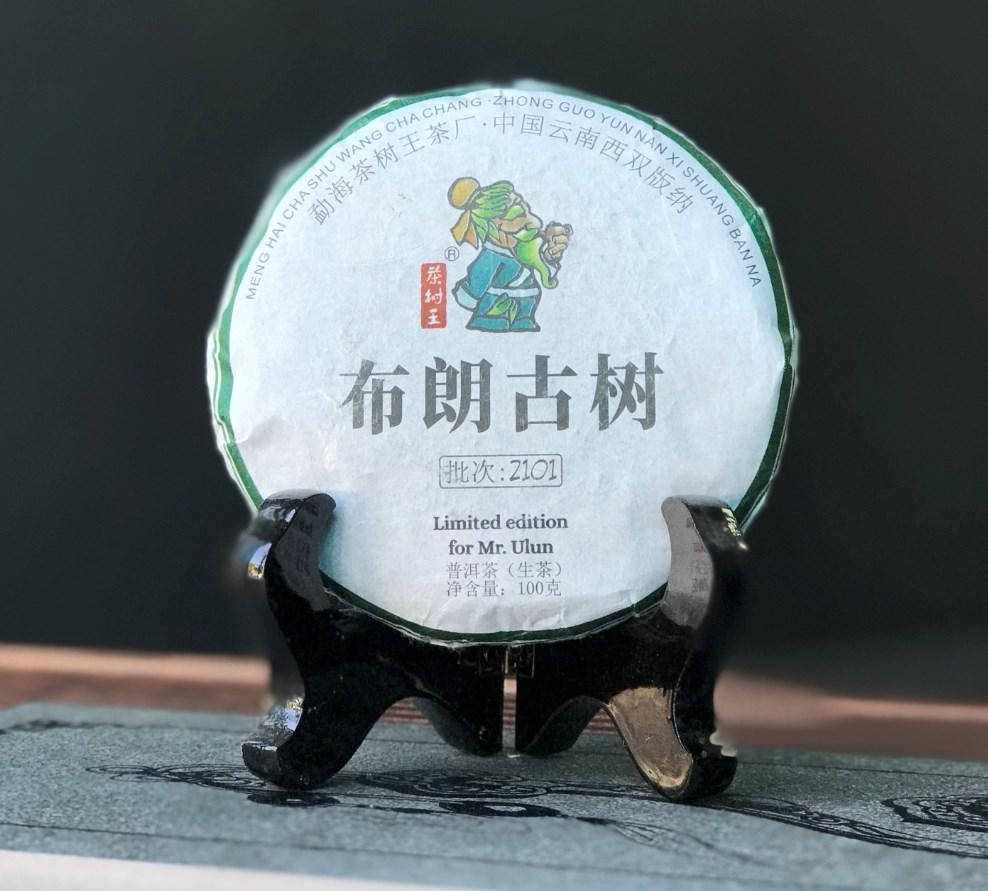 MENG HAI CHA SHU WANG CHA CHANG · ZHONG GUO YUN NAN XI SHUANG BAN NA
勐海茶树王茶厂·中国云南西双版纳
®
茶树王
布朗古树
批次:2101
Limited edition
for Mr. Ulun
普洱茶（生茶）
净含量：100克